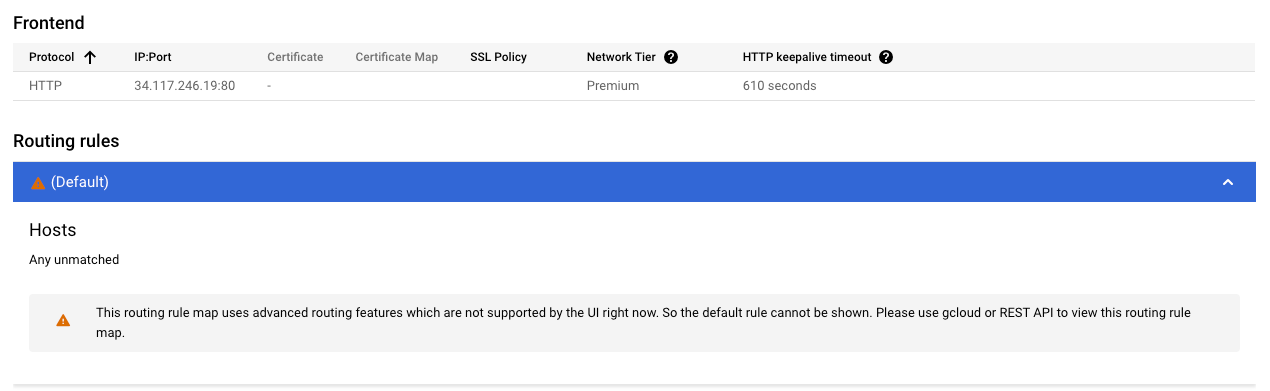 Frontend
Protocol IP:Port Certificate Certificate Map SSL Policy Network Tier HTTP keepalive timeout
HTTP 34.117.246.19:80 - Premium 610 seconds
Routing rules
(Default)
Hosts
Any unmatched
This routing rule map uses advanced routing features which are not supported by the UI right now. So the default rule cannot be shown. Please use gcloud or REST API to view this routing rule
map.